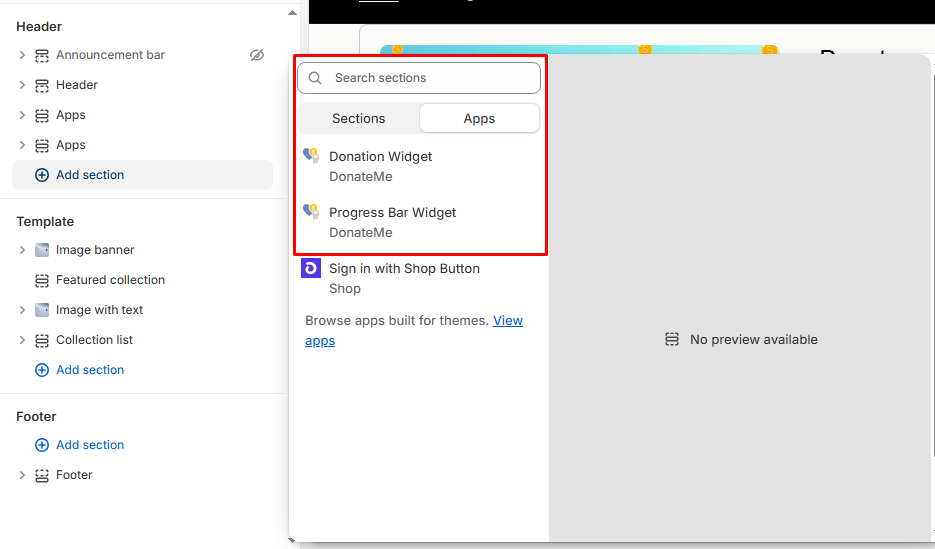 Header
Announcement bar
Header
Apps
Apps
Add section
Template
Image banner
Featured collection
Image with text
Collection list
Add section
Footer
Add section
Footer
Search sections
Sections
Apps
Donation Widget
DonateMe
Progress Bar Widget
DonateMe
Sign in with Shop Button
Shop
Browse apps built for themes. View
apps
No preview available